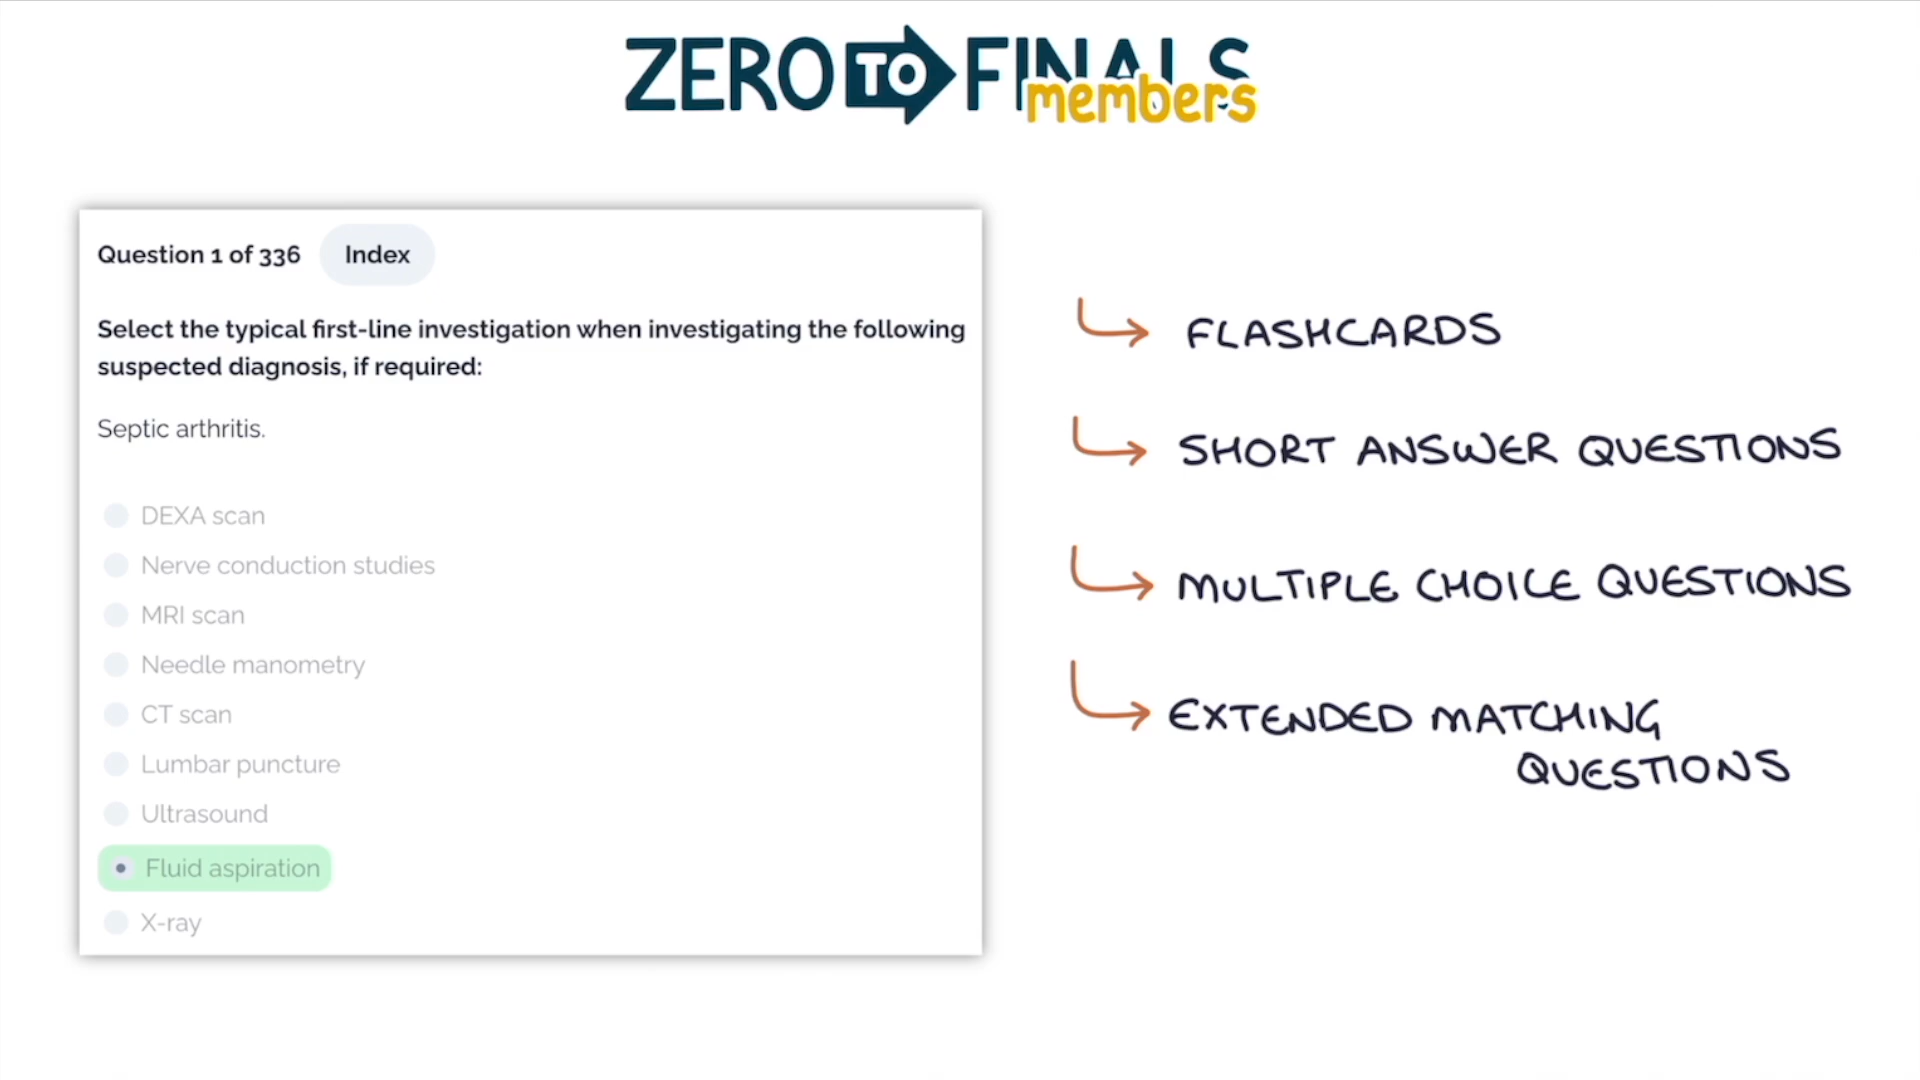 ZERO TO FINALS
members
Question 1 of 336
Index
Select the typical first-line investigation when investigating the following
suspected diagnosis, if required:
Septic arthritis.
DEXA scan
Nerve conduction studies
MRI scan
Needle manometry
CT scan
Lumbar puncture
Ultrasound
Fluid aspiration
X-ray
FLASHCARDS
SHORT ANSWER QUESTIONS
MULTIPLE CHOICE QUESTIONS
EXTENDED MATCHING
QUESTIONS